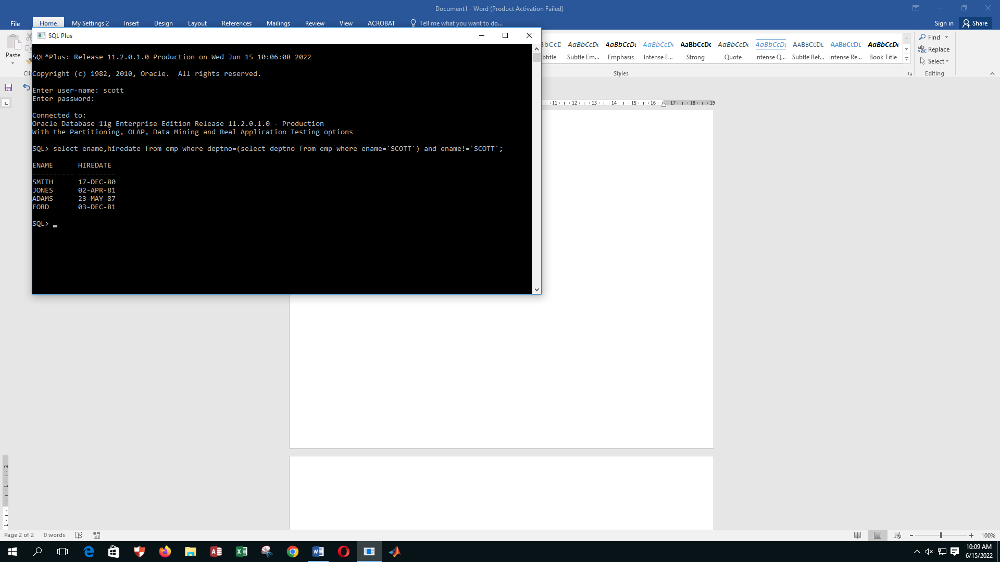 Document1 - Word (Product Activation Failed)
File Home My Settings 2 Insert Design Layout References Mailings Review View ACROBAT Tell me what you want to do... Sign in Share
SQL Plus
Paste
SQL*Plus: Release 11.2.0.1.0 Production on Wed Jun 15 10:06:08 2022
Copyright (c) 1982, 2010, Oracle.  All rights reserved.
Enter user-name: scott
Enter password:
Connected to:
Oracle Database 11g Enterprise Edition Release 11.2.0.1.0 - Production
With the Partitioning, OLAP, Data Mining and Real Application Testing options
SQL> select ename,hiredate from emp where deptno=(select deptno from emp where ename='SCOTT') and ename!='SCOTT';
ENAME      HIREDATE
---------- ---------
SMITH      17-DEC-80
JONES      02-APR-81
ADAMS      23-MAY-87
FORD       03-DEC-81
SQL>
AaBbCcDc AaBbCcDc AaBbCcDc AaBbCcDc AaBbCcDc AaBbCcDc AABBCCDE AABBCCDE AaBbCcDc
Subtle Em... Emphasis Intense E... Strong Quote Intense Q... Subtle Ref... Intense Re... Book Title
Styles
Find
Replace
Select
Editing
11 12 13 14 15 16 17 18 19
2
1
1
Page 2 of 2 0 words 100%
10:09 AM
6/15/2022